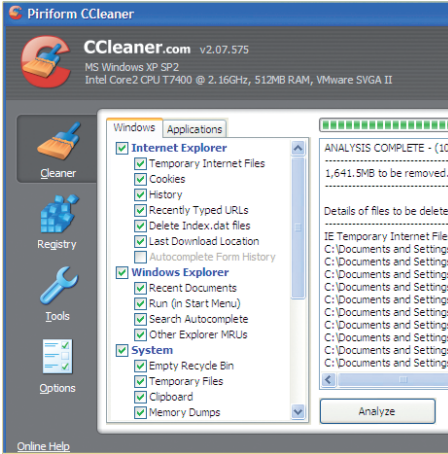 Piriform CCleaner
CCleaner.com v2.07.575
MS Windows XP SP2
Intel Core2 CPU T7400 @ 2.16GHz, 512MB RAM, VMware SVGA II
Cleaner
Registry
Tools
Options
Online Help
Windows
Applications
Internet Explorer
Temporary Internet Files
Cookies
History
Recently Typed URLs
Delete Index.dat files
Last Download Location
Autocomplete Form History
Windows Explorer
Recent Documents
Run (in Start Menu)
Search Autocomplete
Other Explorer MRUs
System
Empty Recycle Bin
Temporary Files
Clipboard
Memory Dumps
ANALYSIS COMPLETE - (10
1,641.5MB to be removed.
Details of files to be delete
IE Temporary Internet File
C:\Documents and Setting
C:\Documents and Setting
C:\Documents and Setting
C:\Documents and Setting
C:\Documents and Setting
C:\Documents and Setting
C:\Documents and Setting
C:\Documents and Setting
C:\Documents and Setting
C:\Documents and Setting
Analyze